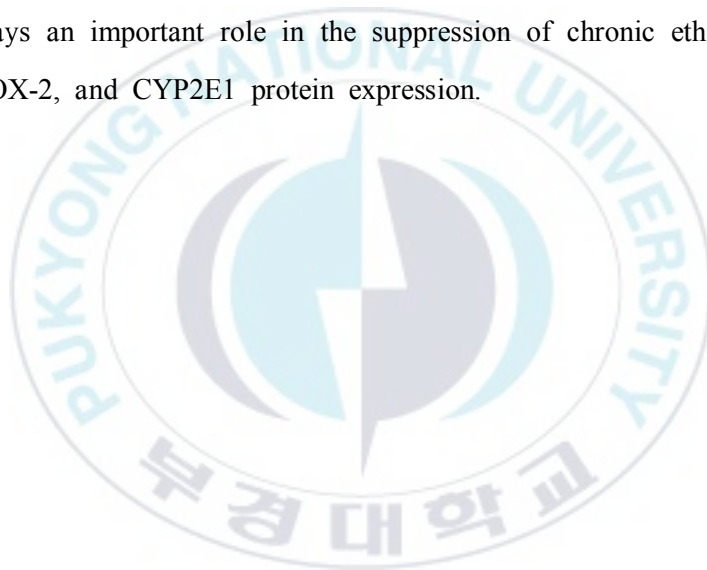 ays an important role in the suppression of chronic eth
OX-2, and CYP2E1 protein expression.
PUKYONG NATIONAL UNIVERSITY
부경대학교